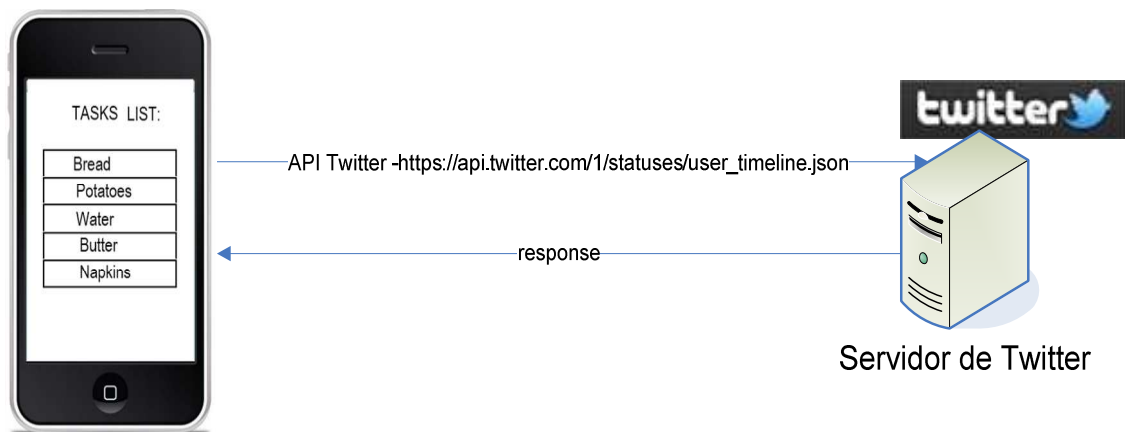 TASKS LIST:
Bread
Potatoes
Water
Butter
Napkins
API Twitter -https://api.twitter.com/1/statuses/user_timeline.json
response
twitter
Servidor de Twitter